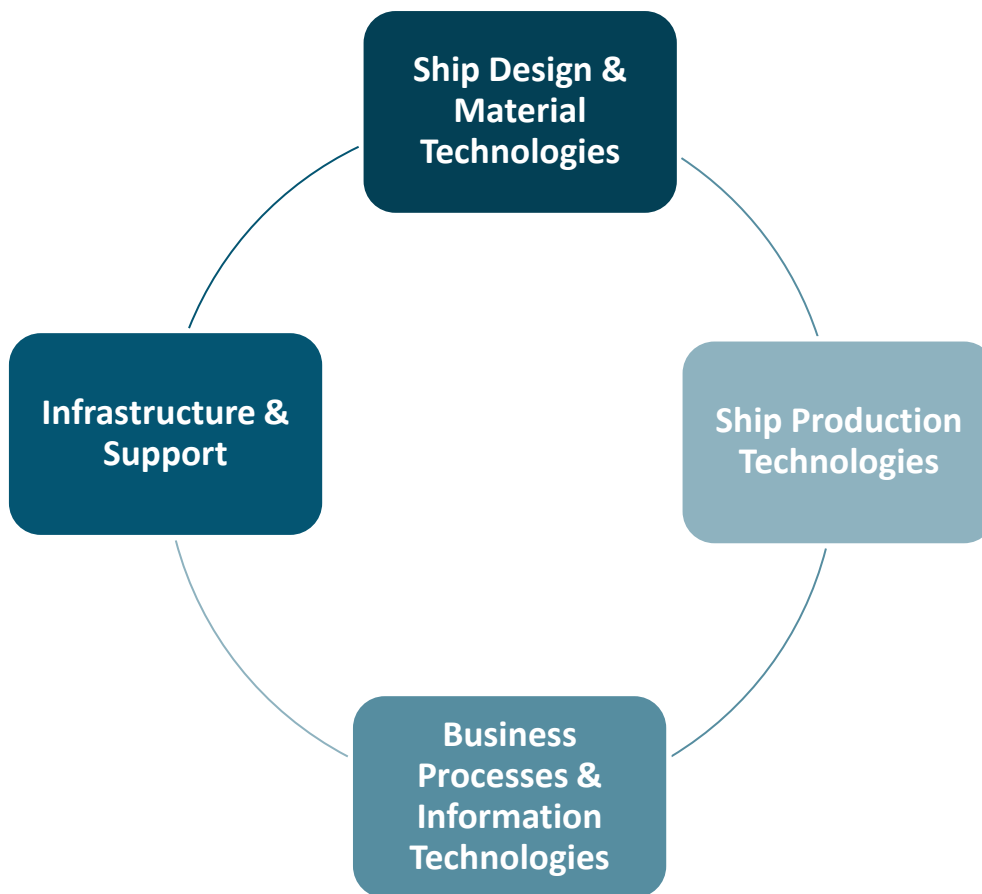 Ship Design &
Material
Technologies
Infrastructure &
Support
Ship Production
Technologies
Business
Processes &
Information
Technologies